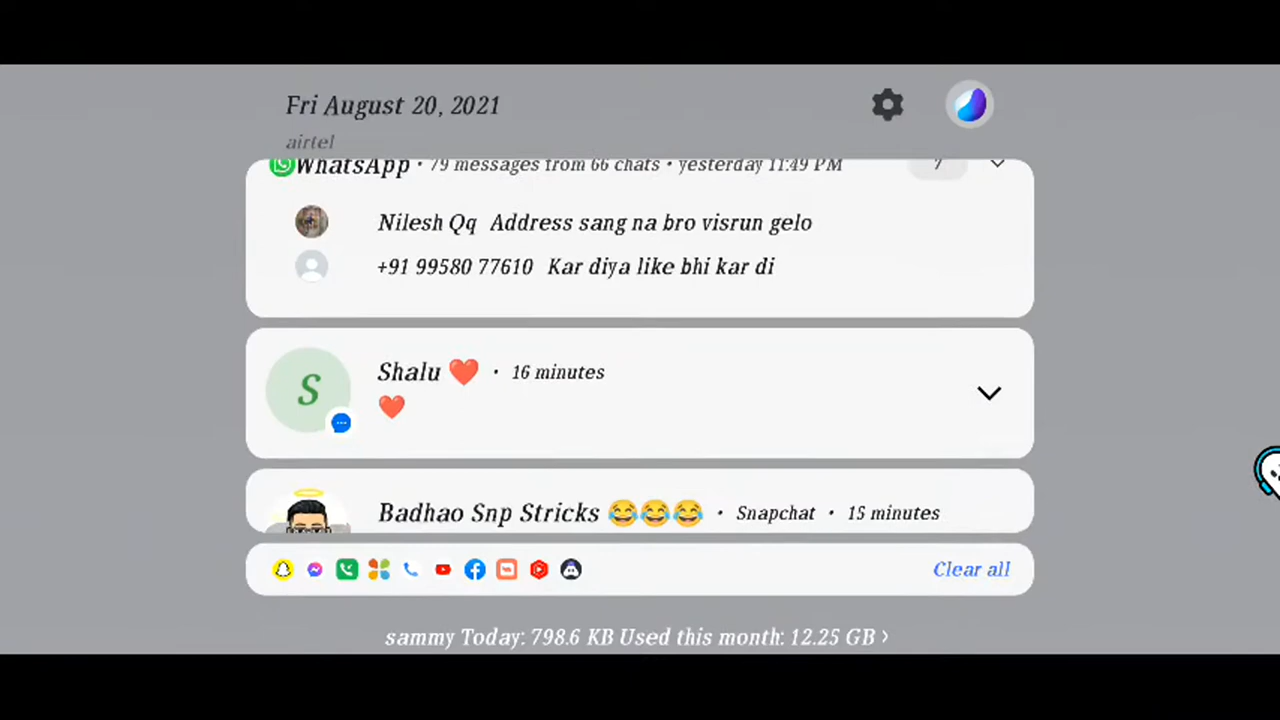 Fri August 20, 2021
airtel
WhatsApp • 79 messages from 66 chats • yesterday 11:49 PM 7
Nilesh Qq Address sang na bro visrun gelo
+91 99580 77610 Kar diya like bhi kar di
S
Shalu ❤️ • 16 minutes
❤️
Badhao Snp Stricks 😂😂😂 • Snapchat • 15 minutes
Clear all
sammy Today: 798.6 KB Used this month: 12.25 GB ›